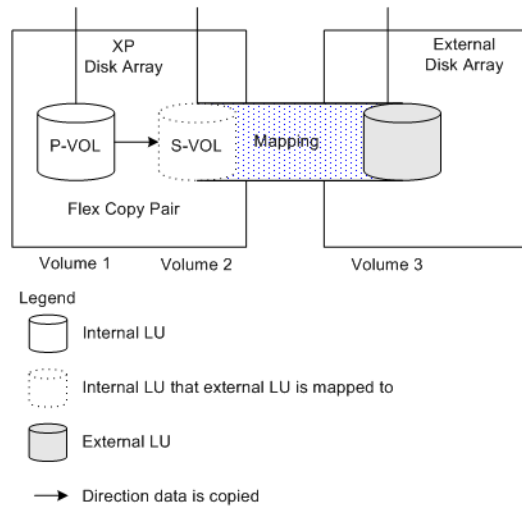 XP
Disk Array
External
Disk Array
P-VOL
S-VOL
Mapping
Flex Copy Pair
Volume 1
Volume 2
Volume 3
Legend
Internal LU
Internal LU that external LU is mapped to
External LU
Direction data is copied